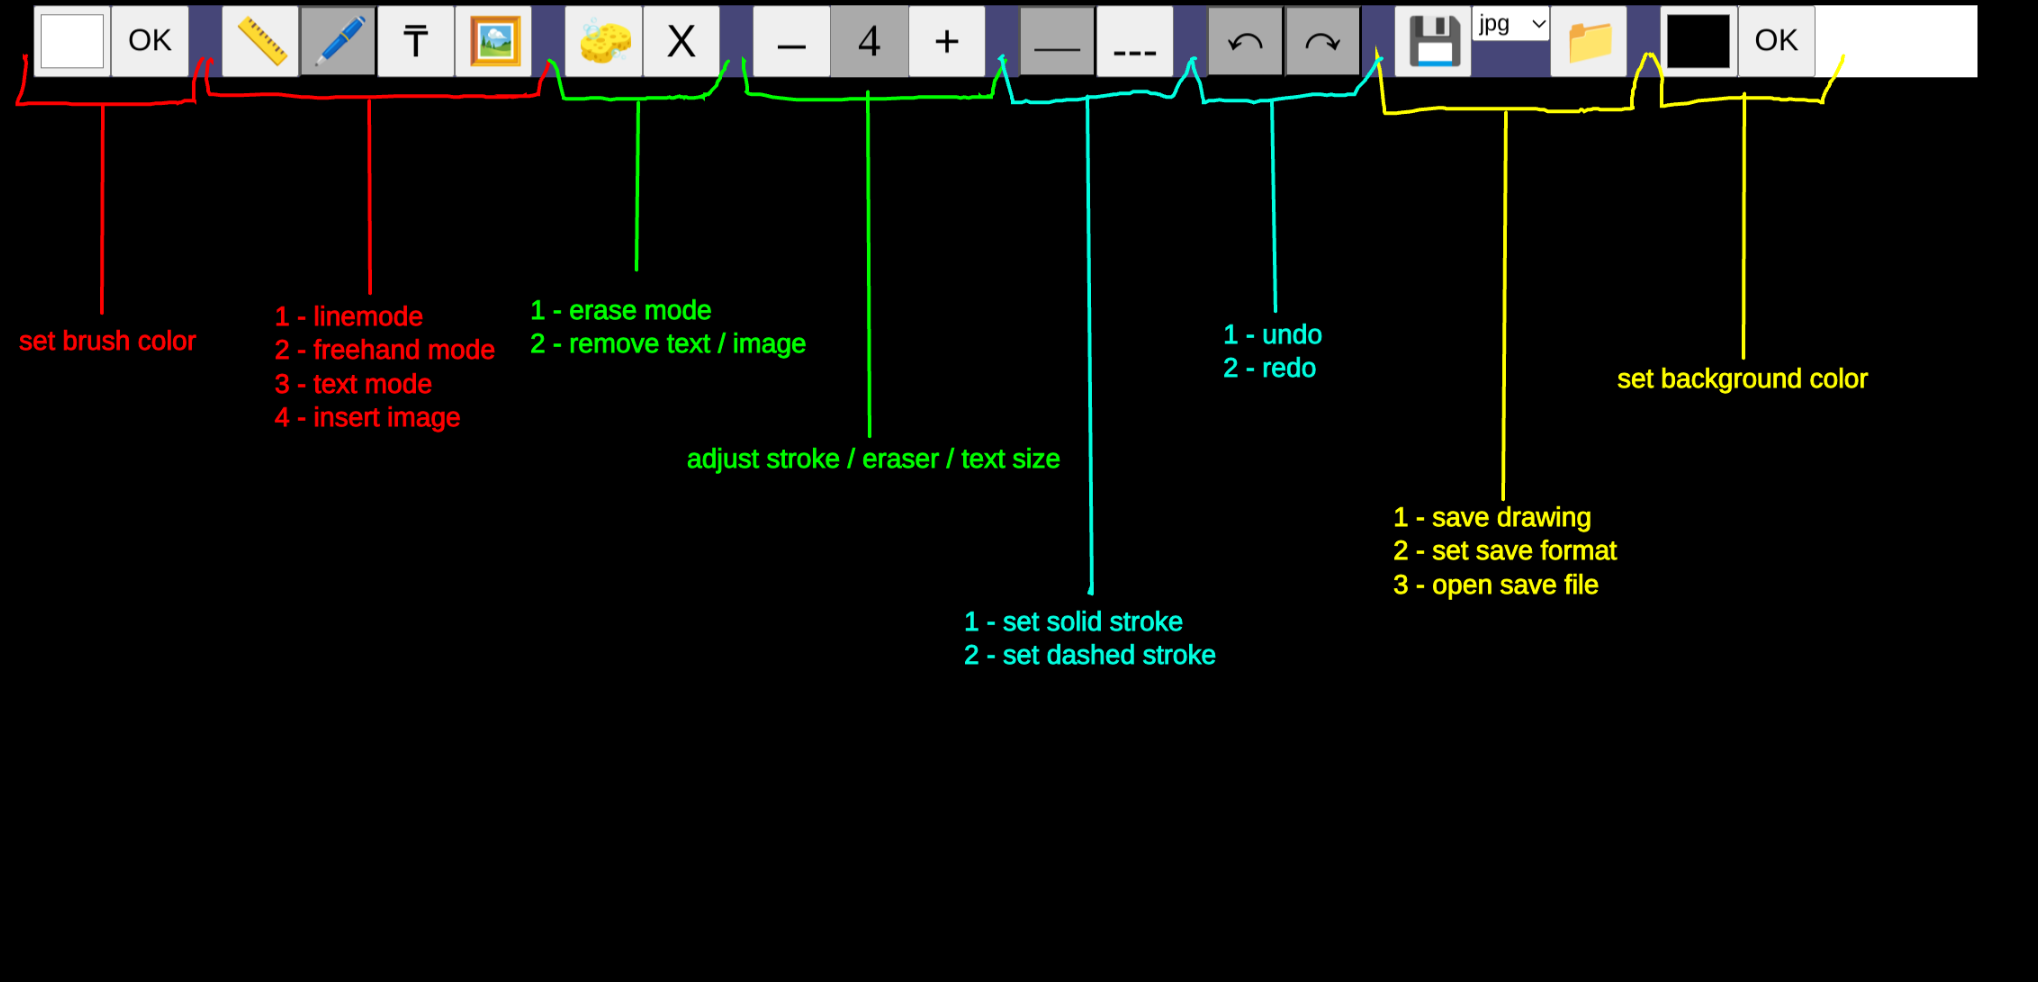 OK T 4 + X jpg OK
set brush color
1 - linemode
2 - freehand mode
3 - text mode
4 - insert image
1 - erase mode
2 - remove text / image
adjust stroke / eraser / text size
1 - set solid stroke
2 - set dashed stroke
1 - undo
2 - redo
1 - save drawing
2 - set save format
3 - open save file
set background color